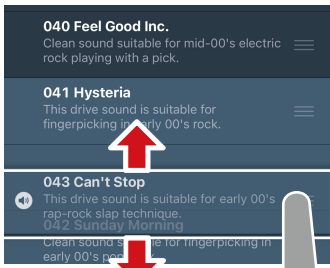 040 Feel Good Inc.
Clean sound suitable for mid-00's electric
rock playing with a pick.
041 Hysteria
This drive sound is suitable for
fingerpicking in early 00's rock.
043 Can't Stop
This drive sound is suitable for early 00's
rap-rock slap technique.
042 Sunday Morning
Clean sound suitable for fingerpicking in
early 00's pop